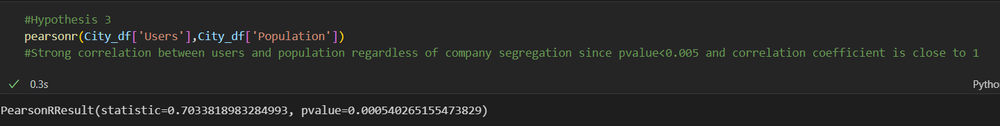 #Hypothesis 3
pearsonr(City_df['Users'],City_df['Population'])
#Strong correlation between users and population regardless of company segregation since pvalue<0.005 and correlation coefficient is close to 1
✓ 0.3s
Pytho
PearsonRResult(statistic=0.7033818983284993, pvalue=0.000540265155473829)